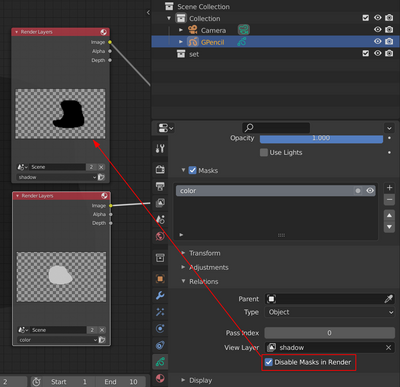 Render Layers
Image
Alpha
Depth
Scene
2
shadow
Render Layers
Image
Alpha
Depth
Scene
2
color
2
Start
1
End
10
Scene Collection
Collection
Camera
GPencil
set
Opacity
1.000
Use Lights
Masks
color
Transform
Adjustments
Relations
Parent
Type
Object
Pass Index
0
View Layer
shadow
Disable Masks in Render
Display